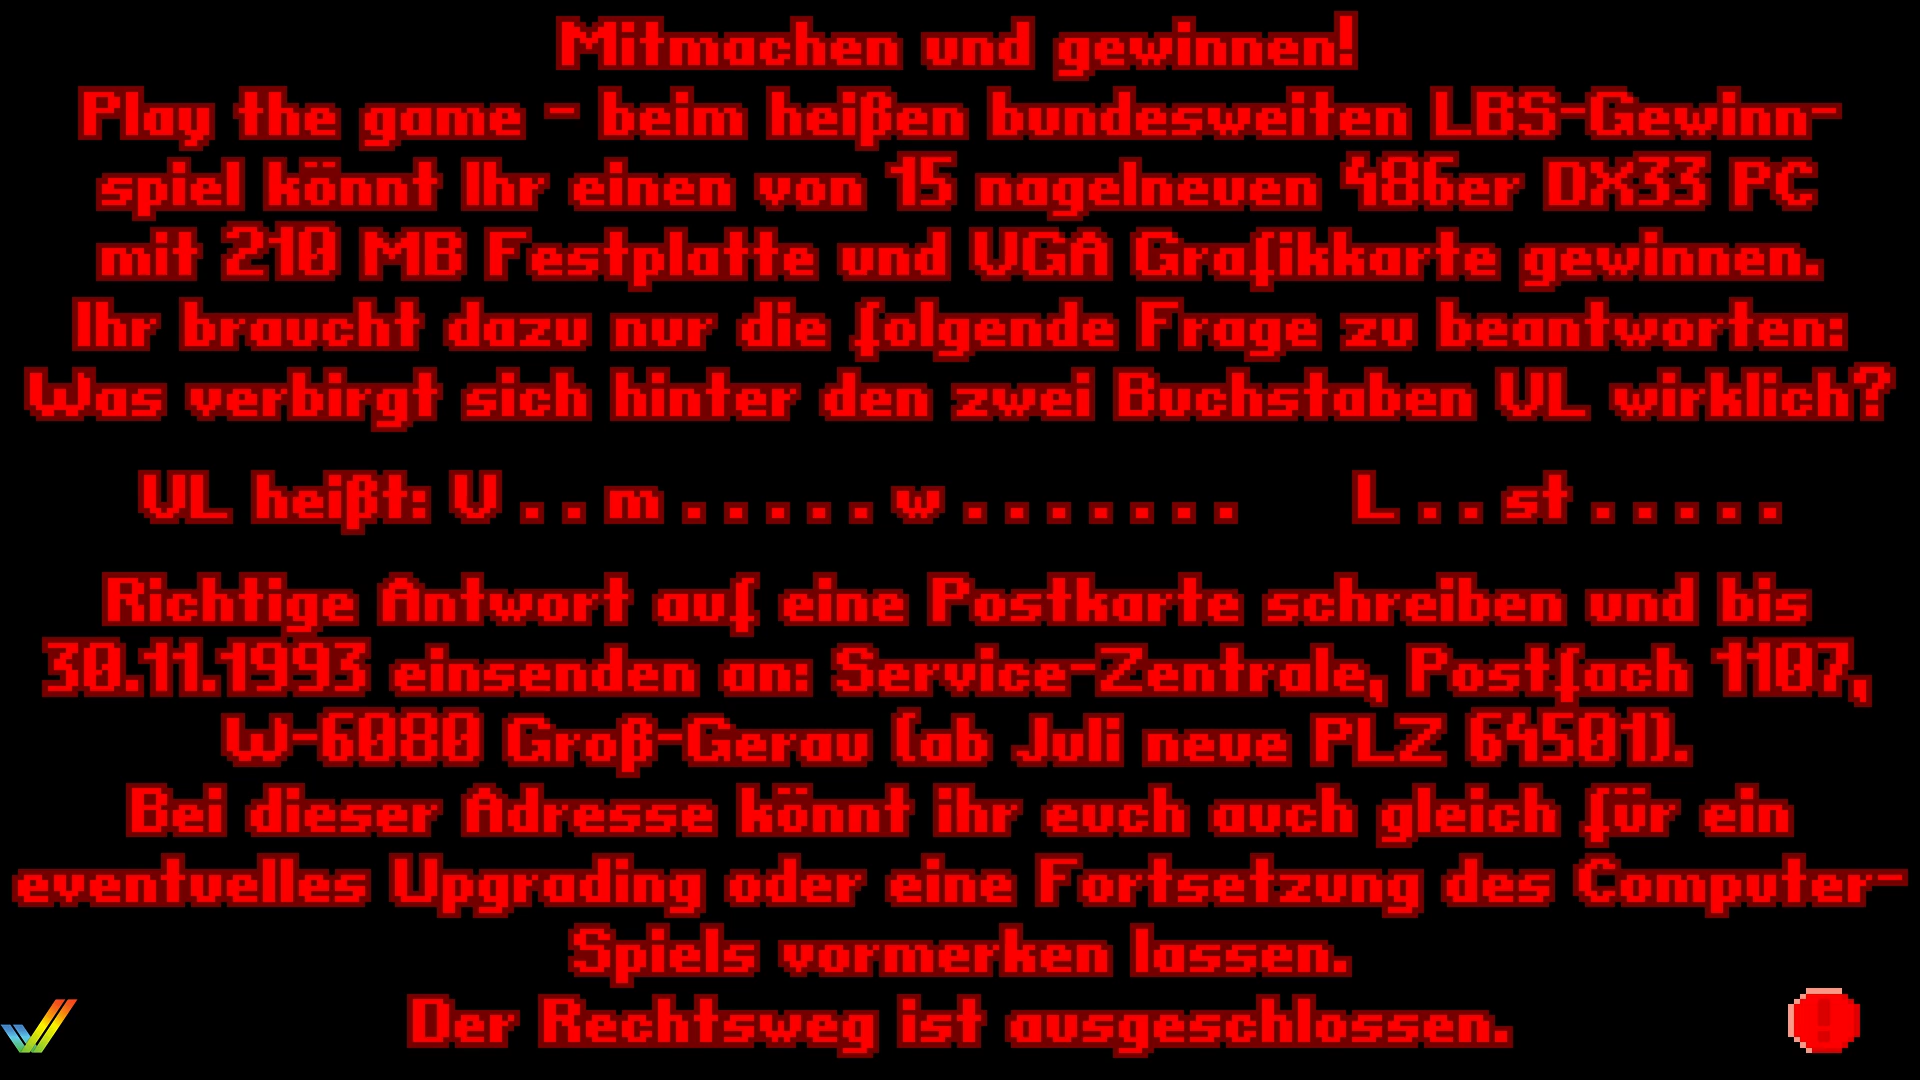 Mitmachen und gewinnen!
Play the game - beim heißen bundesweiten LBS-Gewinn-
spiel könnt Ihr einen von 15 nagelneuen 486er DX33 PC
mit 210 MB Festplatte und VGA Grafikkarte gewinnen.
Ihr braucht dazu nur die folgende Frage zu beantworten:
Was verbirgt sich hinter den zwei Buchstaben VL wirklich?
VL heißt: V . . m . . . . . w . . . . . . . L . . st . . . . .
Richtige Antwort auf eine Postkarte schreiben und bis
30.11.1993 einsenden an: Service-Zentrale, Postfach 1107,
W-6080 Groß-Gerau (ab Juli neue PLZ 64501).
Bei dieser Adresse könnt ihr euch auch gleich für ein
eventuelles Upgrading oder eine Fortsetzung des Computer-
Spiels vormerken lassen.
Der Rechtsweg ist ausgeschlossen.